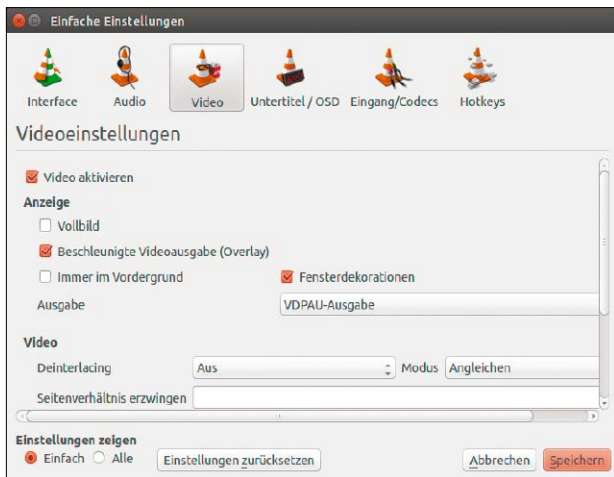 Einfache Einstellungen
Interface Audio Video Untertitel / OSD Eingang/Codecs Hotkeys
Videoeinstellungen
Video aktivieren
Anzeige
Vollbild
Beschleunigte Videoausgabe (Overlay)
Immer im Vordergrund Fensterdekorationen
Ausgabe VDPAU-Ausgabe
Video
Deinterlacing Aus Modus Angleichen
Seitenverhältnis erzwingen
Einstellungen zeigen
Einfach Alle Einstellungen zurücksetzen Abbrechen Speichern